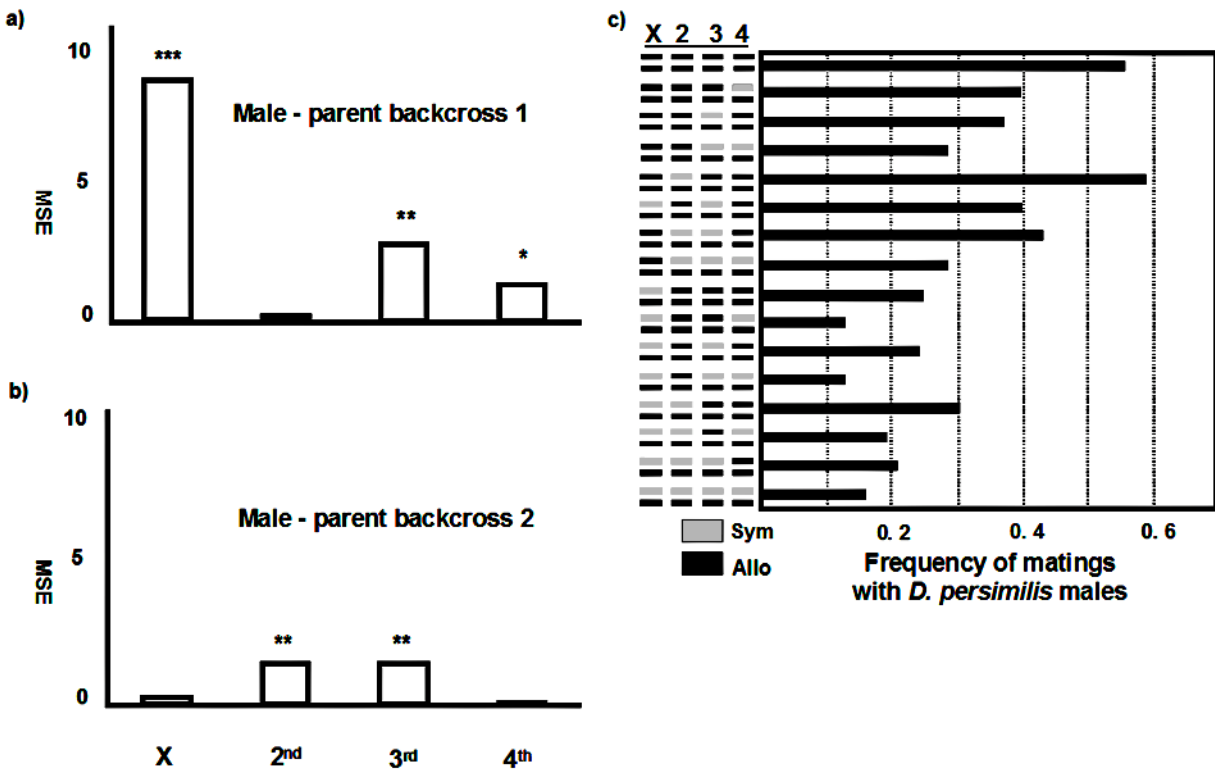 a)
10
5
0
MSE
***
**
*
Male - parent backcross 1
b)
10
5
0
MSE
**
**
Male - parent backcross 2
X 2nd 3rd 4th
c)
X 2 3 4
Sym
Allo
0. 2 0. 4 0. 6
Frequency of matings
with D. persimilis males